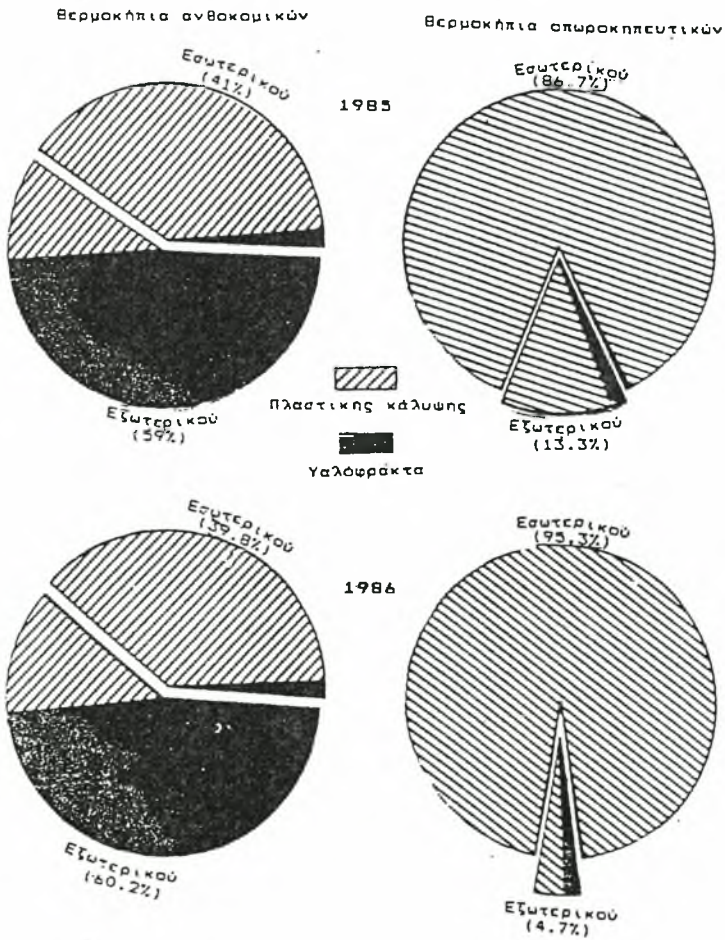 θερμοκήπια ανθοκομικών
θερμοκήπια οπωροκηπευτικών
Εσωτερικού
(41%)
Εσωτερικού
(86.7%)
1985
Εξωτερικού
(59%)
Πλαστικης κάλυψης
Εξωτερικού
(13.3%)
Υαλόφρακτα
Εσωτερικού
(39.8%)
Εσωτερικού
(95.3%)
1986
Εξωτερικού
(60.2%)
Εξωτερικού
(4.7%)